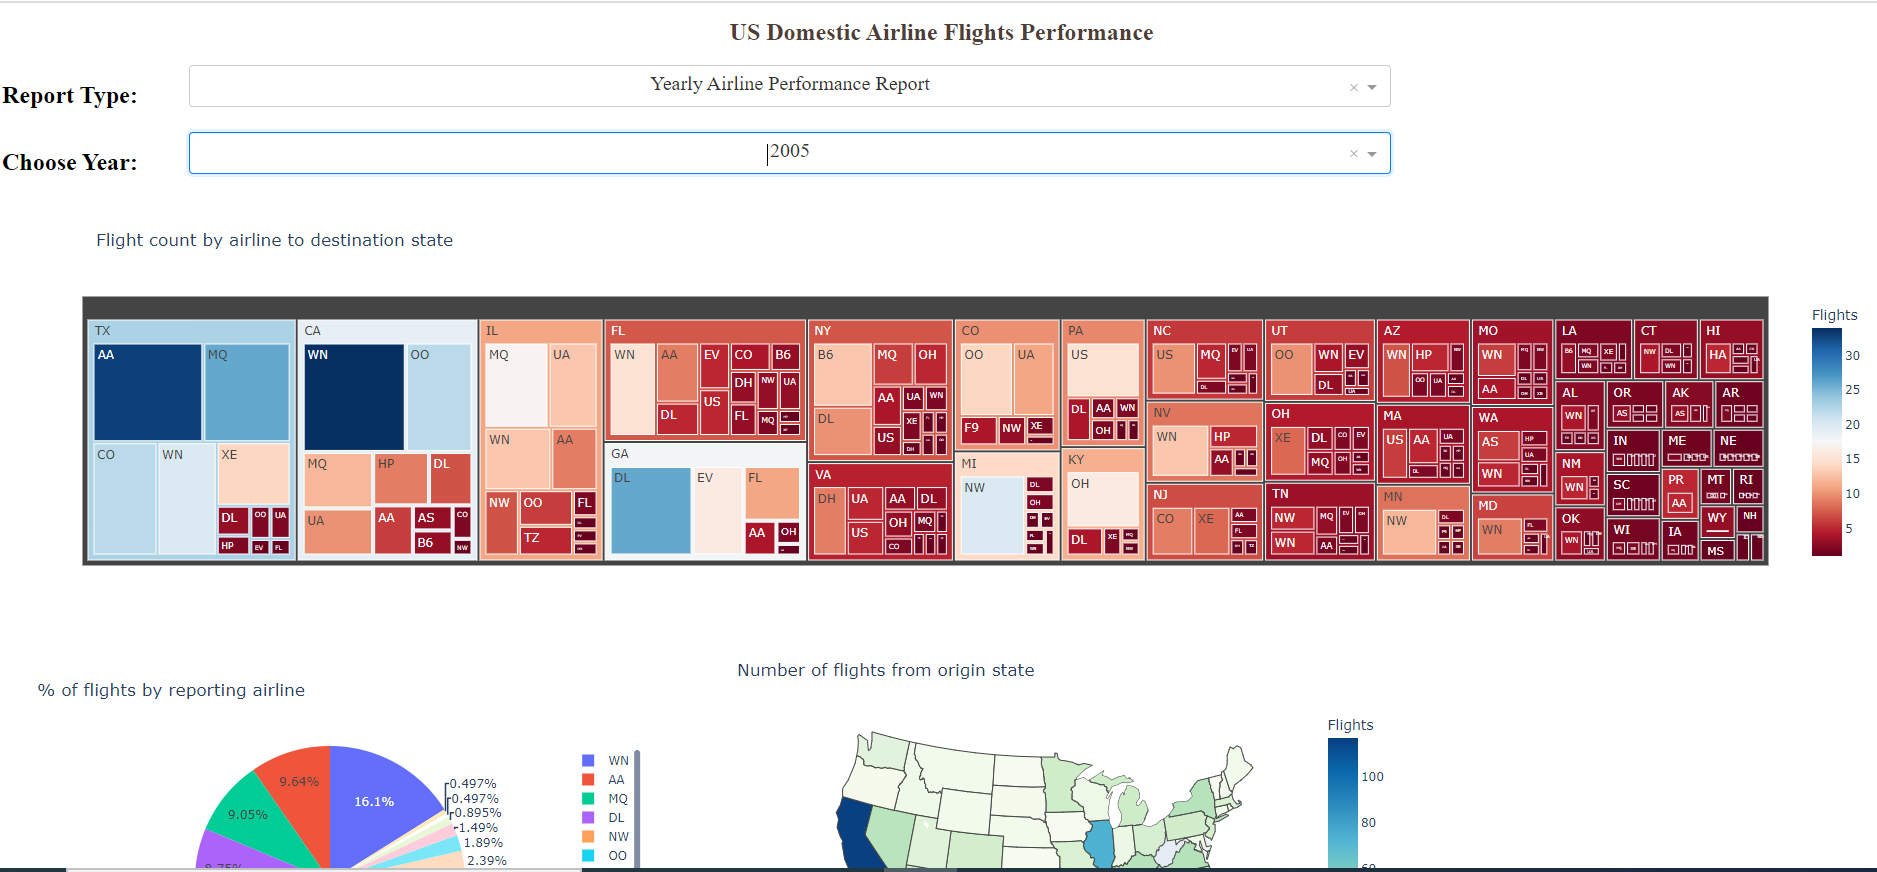 US Domestic Airline Flights Performance
Report Type:
Yearly Airline Performance Report
×
Choose Year:
2005
×
Flight count by airline to destination state
Flights
30
25
20
15
10
5
TX
AA
MQ
CO
WN
XE
DL
OO
UA
HP
EV
FL
CA
WN
OO
MQ
HP
DL
UA
AA
AS
CO
B6
NW
IL
MQ
UA
WN
AA
NW
OO
FL
TZ
FL
WN
AA
EV
CO
B6
DH
NW
UA
DL
US
FL
MQ
GA
DL
EV
FL
AA
OH
NY
B6
MQ
OH
DL
AA
UA
WN
US
XE
DH
VA
DH
UA
AA
DL
US
OH
MQ
CO
CO
OO
UA
F9
NW
XE
MI
NW
DL
OH
PA
US
DL
AA
WN
OH
KY
OH
DL
XE
NC
US
MQ
DL
NV
WN
HP
AA
NJ
CO
XE
AA
FL
UT
OO
WN
EV
DL
OH
XE
DL
CO
EV
MQ
OH
TN
NW
MQ
EV
WN
AA
AZ
WN
HP
OO
UA
MA
US
AA
UA
DL
MN
NW
DL
MO
WN
AA
WA
AS
HP
UA
WN
MD
WN
FL
LA
B6
MQ
XE
WN
AL
WN
NM
WN
OK
WN
CT
NW
DL
WN
HI
HA
OR
AS
AK
AS
AR
IN
ME
NE
SC
PR
AA
MT
RI
WI
IA
WY
NH
MS
% of flights by reporting airline
16.1%
9.64%
9.05%
8.75%
0.497%
0.497%
0.895%
1.49%
1.89%
2.39%
WN
AA
MQ
DL
NW
OO
Number of flights from origin state
Flights
100
80
60